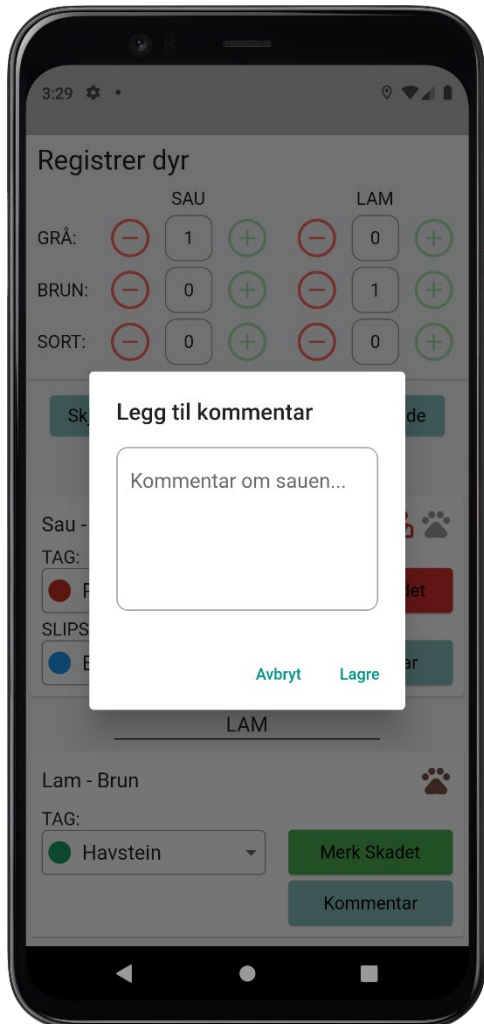 3:29
Registrer dyr
SAU LAM
GRÅ: 1 0
BRUN: 0 1
SORT: 0 0
Legg til kommentar
Kommentar om sauen...
Sau -
TAG:
SLIPS
Avbryt Lagre
LAM
Lam - Brun
TAG:
Havstein Merk Skadet
Kommentar